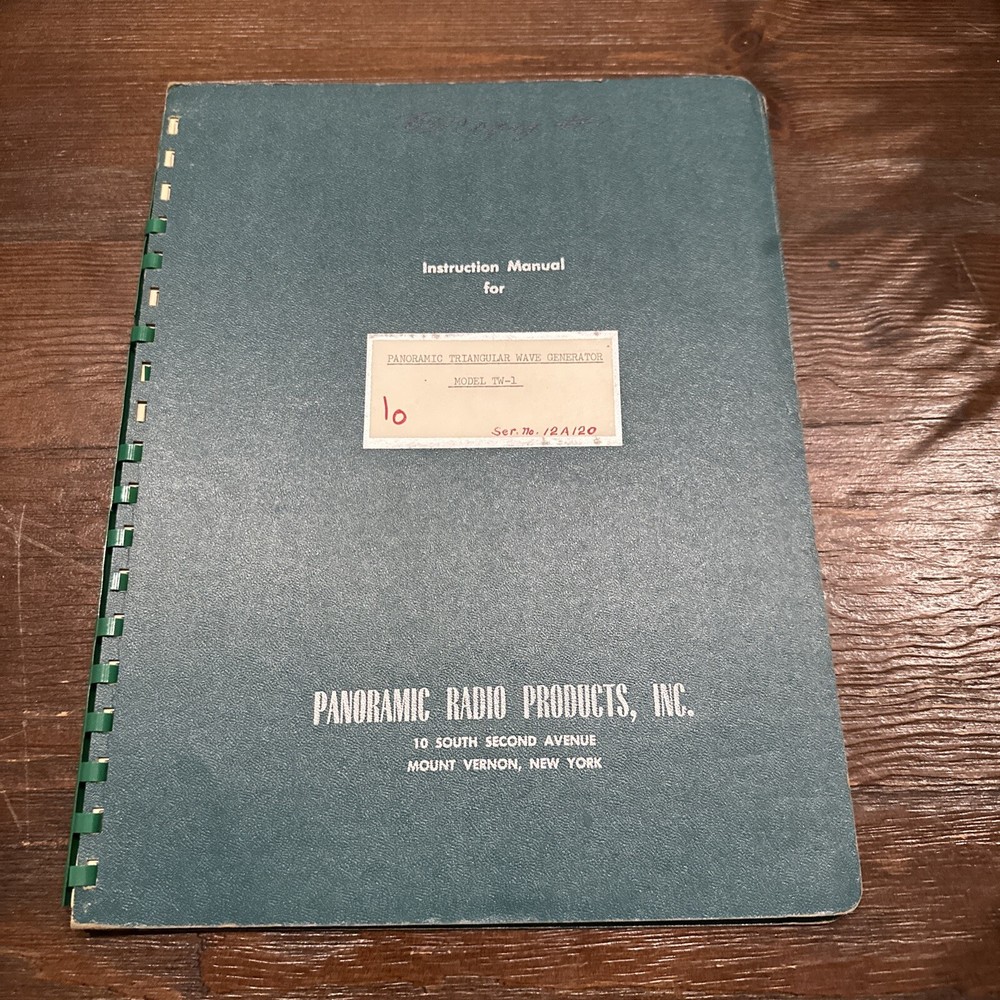 Instruction Manual
for
PANORAMIC TRIANGULAR WAVE GENERATOR
MODEL TW-1
10
Ser. No. 12A120
PANORAMIC RADIO PRODUCTS, INC.
10 SOUTH SECOND AVENUE
MOUNT VERNON, NEW YORK